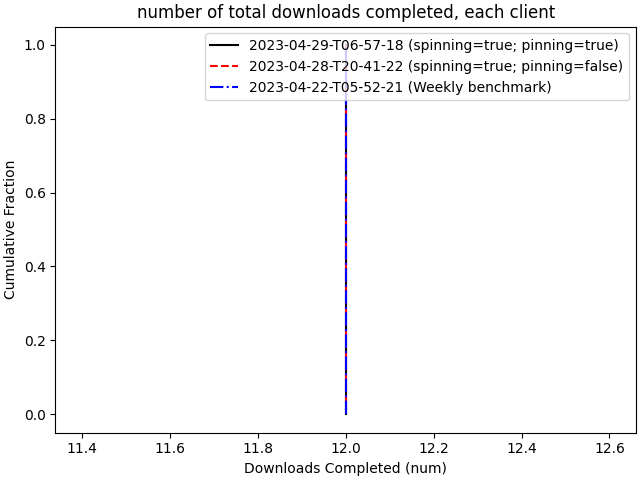 number of total downloads completed, each client
1.0
0.8
0.6
0.4
0.2
0.0
Cumulative Fraction
2023-04-29-T06-57-18 (spinning=true; pinning=true)
2023-04-28-T20-41-22 (spinning=true; pinning=false)
2023-04-22-T05-52-21 (Weekly benchmark)
11.4 11.6 11.8 12.0 12.2 12.4 12.6
Downloads Completed (num)